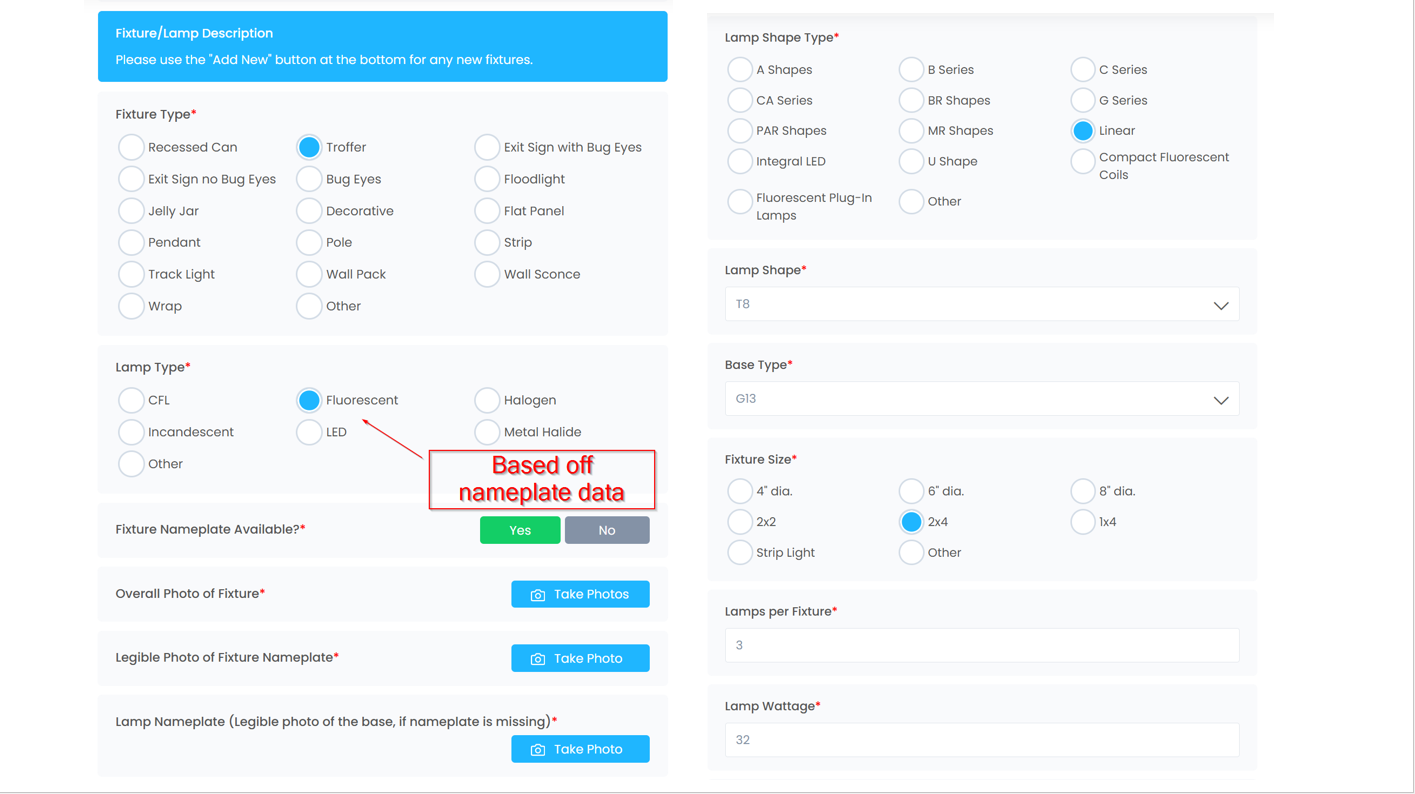 Fixture/Lamp Description
Please use the "Add New" button at the bottom for any new fixtures.
Fixture Type*
Recessed Can
Troffer
Exit Sign with Bug Eyes
Exit Sign no Bug Eyes
Bug Eyes
Floodlight
Jelly Jar
Decorative
Flat Panel
Pendant
Pole
Strip
Track Light
Wall Pack
Wall Sconce
Wrap
Other
Lamp Type*
CFL
Fluorescent
Halogen
Incandescent
LED
Metal Halide
Other
Based off
nameplate data
Fixture Nameplate Available?*
Yes
No
Overall Photo of Fixture*
Take Photos
Legible Photo of Fixture Nameplate*
Take Photo
Lamp Nameplate (Legible photo of the base, if nameplate is missing)*
Take Photo
Lamp Shape Type*
A Shapes
B Series
C Series
CA Series
BR Shapes
G Series
PAR Shapes
MR Shapes
Linear
Integral LED
U Shape
Compact Fluorescent
Coils
Fluorescent Plug-In
Lamps
Other
Lamp Shape*
T8
Base Type*
G13
Fixture Size*
4" dia.
6" dia.
8" dia.
2x2
2x4
1x4
Strip Light
Other
Lamps per Fixture*
3
Lamp Wattage*
32